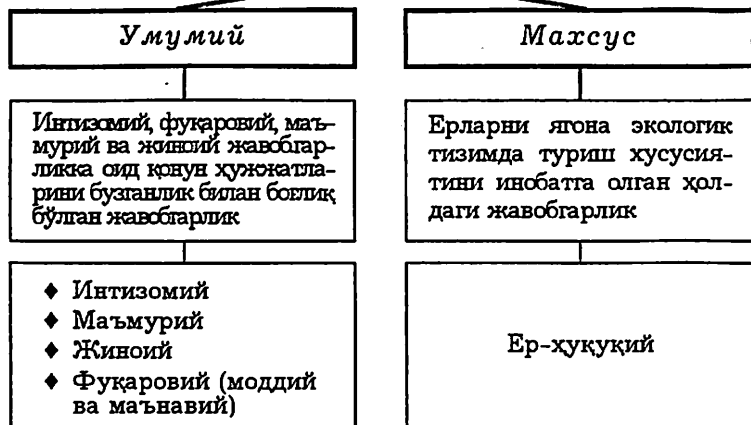 Умумий
Интизомий, фуқаровий, маъ-
мурий ва жиноий жавобгар-
ликка оид қонун ҳужжатла-
рини бузганлик билан боғлиқ
бўлган жавобгарлик
♦ Интизомий
♦ Маъмурий
♦ Жиноий
♦ Фуқаровий (моддий
ва маънавий)
Махсус
Ерларни ягона экологик
тизимда туриш хусусия-
тини инобатга олган ҳол-
даги жавобгарлик
Ер-ҳуқуқий